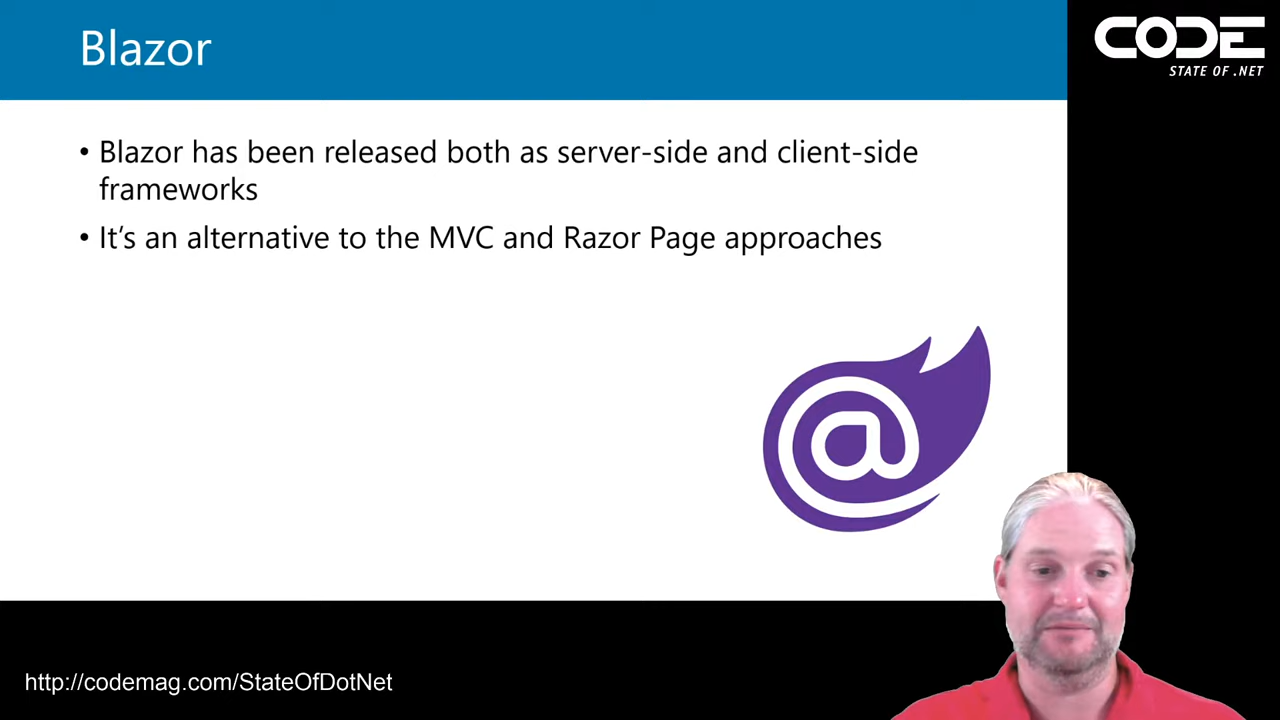 Blazor
CODE
STATE OF .NET
• Blazor has been released both as server-side and client-side
frameworks
• It‘s an alternative to the MVC and Razor Page approaches
@
http://codemag.com/StateOfDotNet